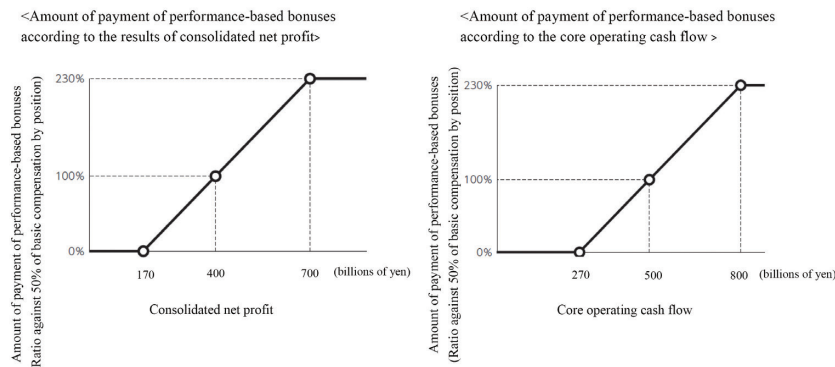 <Amount of payment of performance-based bonuses
according to the results of consolidated net profit>
Amount of payment of performance-based bonuses
Ratio against 50% of basic compensation by position)
230%
100%
0%
170
400
700
(billions of yen)
Consolidated net profit
<Amount of payment of performance-based bonuses
according to the core operating cash flow >
Amount of payment of performance-based bonuses
(Ratio against 50% of basic compensation by position)
230%
100%
0%
270
500
800
(billions of yen)
Core operating cash flow